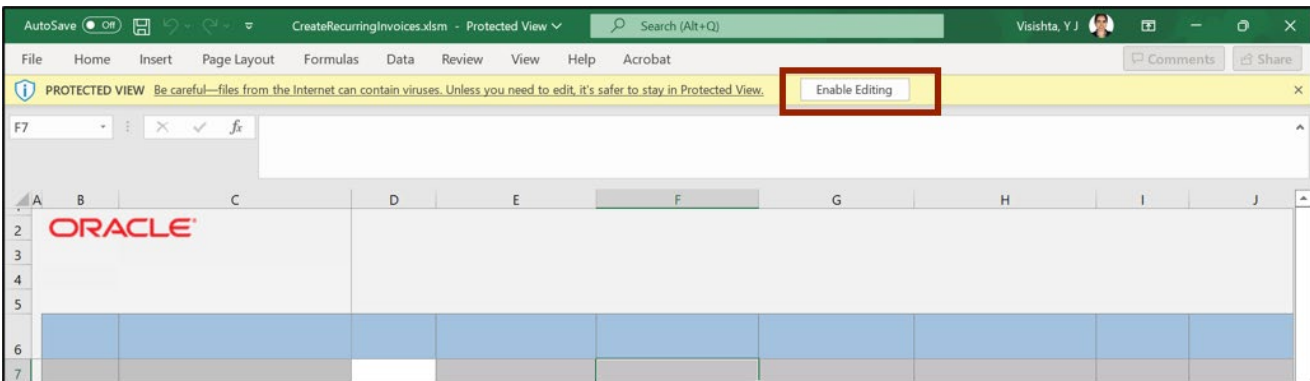 AutoSave Off CreateRecurringInvoices.xlsm - Protected View Search (Alt+Q) Visishta, Y J
File Home Insert Page Layout Formulas Data Review View Help Acrobat Comments Share
PROTECTED VIEW Be careful—files from the Internet can contain viruses. Unless you need to edit, it's safer to stay in Protected View. Enable Editing
F7 fx
A B C D E F G H I J
2 ORACLE
3
4
5
6
7